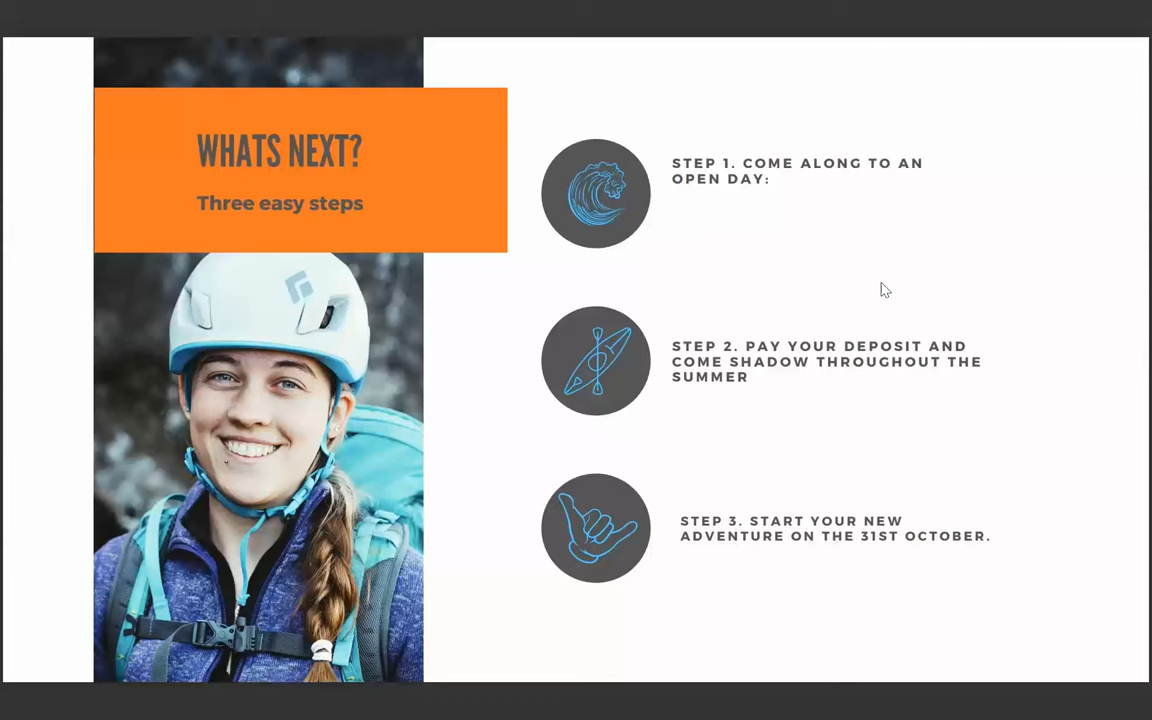 WHATS NEXT?
Three easy steps
STEP 1. COME ALONG TO AN
OPEN DAY:
STEP 2. PAY YOUR DEPOSIT AND
COME SHADOW THROUGHOUT THE
SUMMER
STEP 3. START YOUR NEW
ADVENTURE ON THE 31ST OCTOBER.